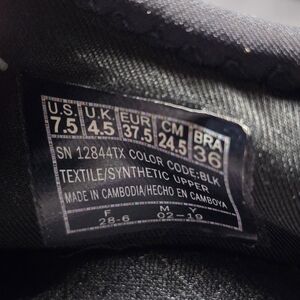 U.S. U.K. EUR CM BRA
7.5 4.5 37.5 24.5 36
SN 12844TX COLOR CODE:BLK
TEXTILE/SYNTHETIC UPPER
MADE IN CAMBODIA/HECHO EN CAMBOYA
F M Y
28-6 02-19